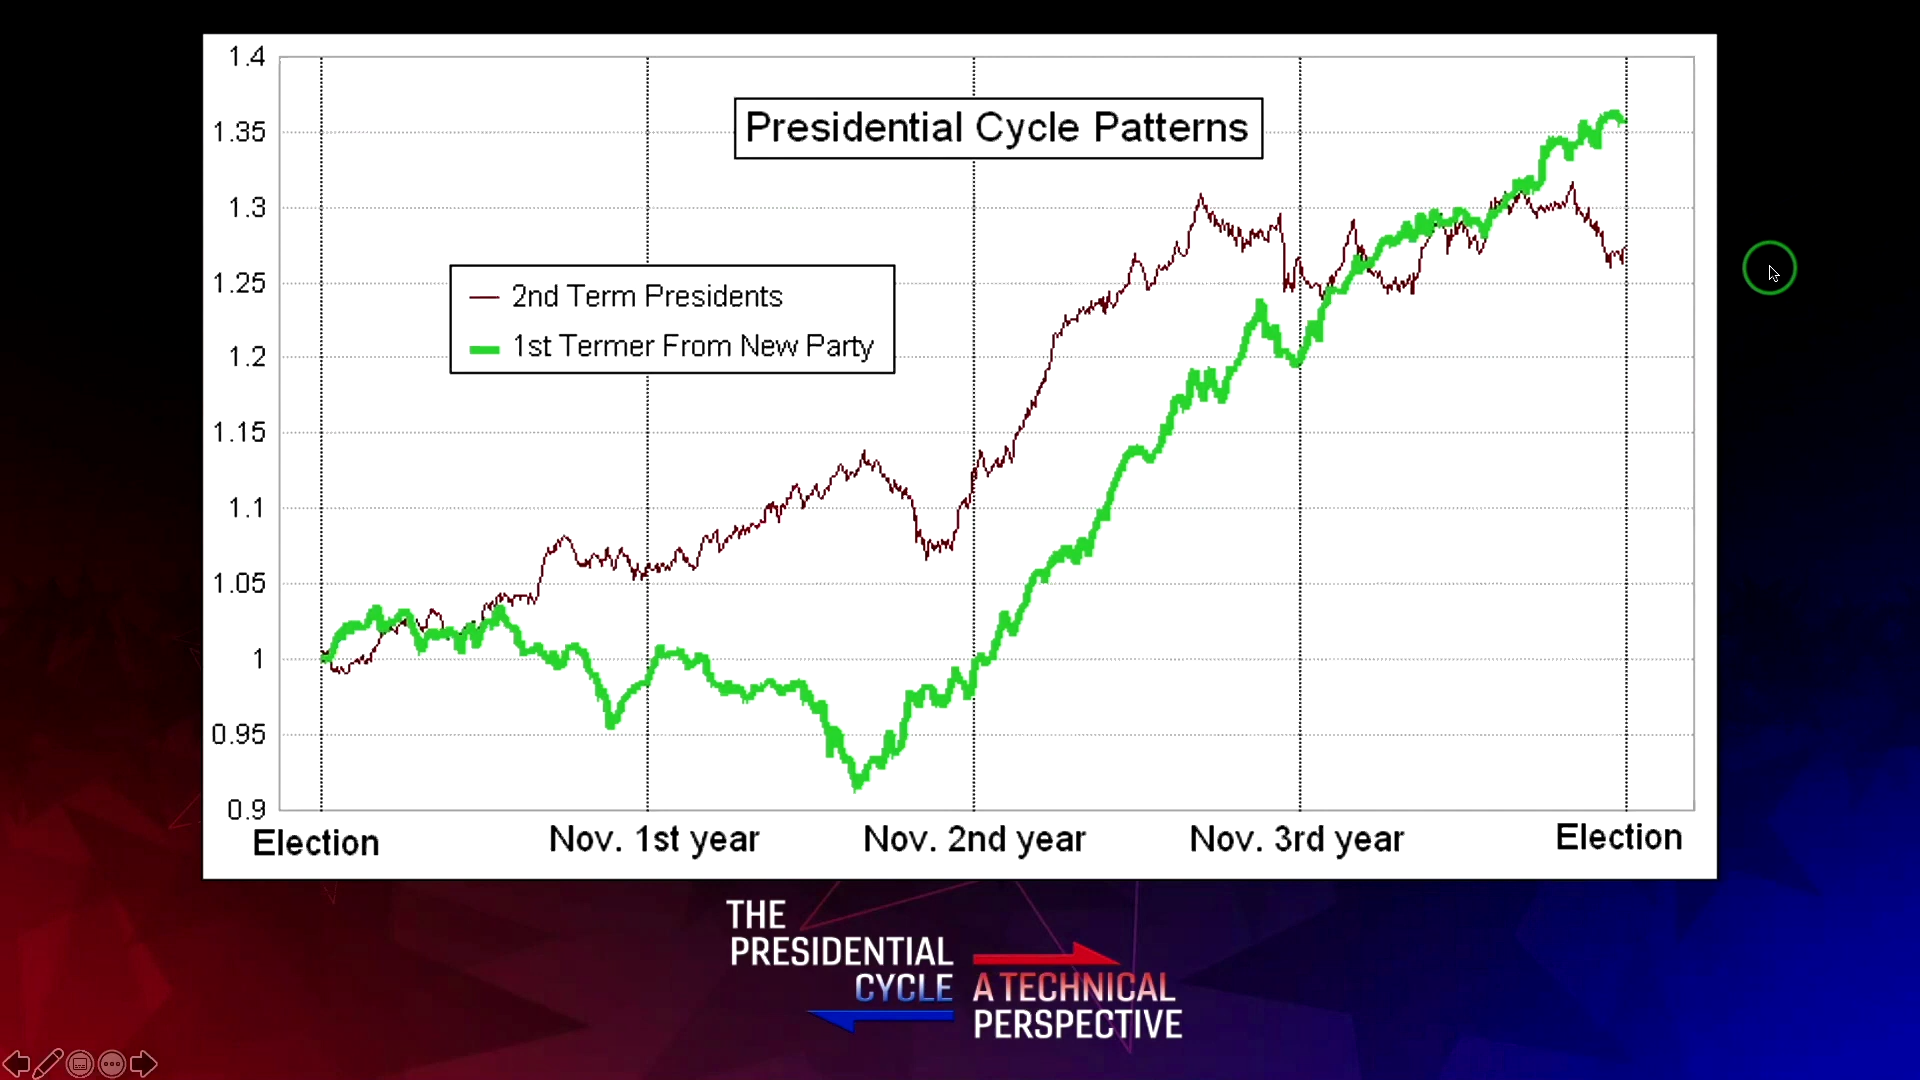 Presidential Cycle Patterns
2nd Term Presidents
1st Termer From New Party
1.4
1.35
1.3
1.25
1.2
1.15
1.1
1.05
1
0.95
0.9
Election
Nov. 1st year
Nov. 2nd year
Nov. 3rd year
Election
THE
PRESIDENTIAL
CYCLE
A TECHNICAL
PERSPECTIVE